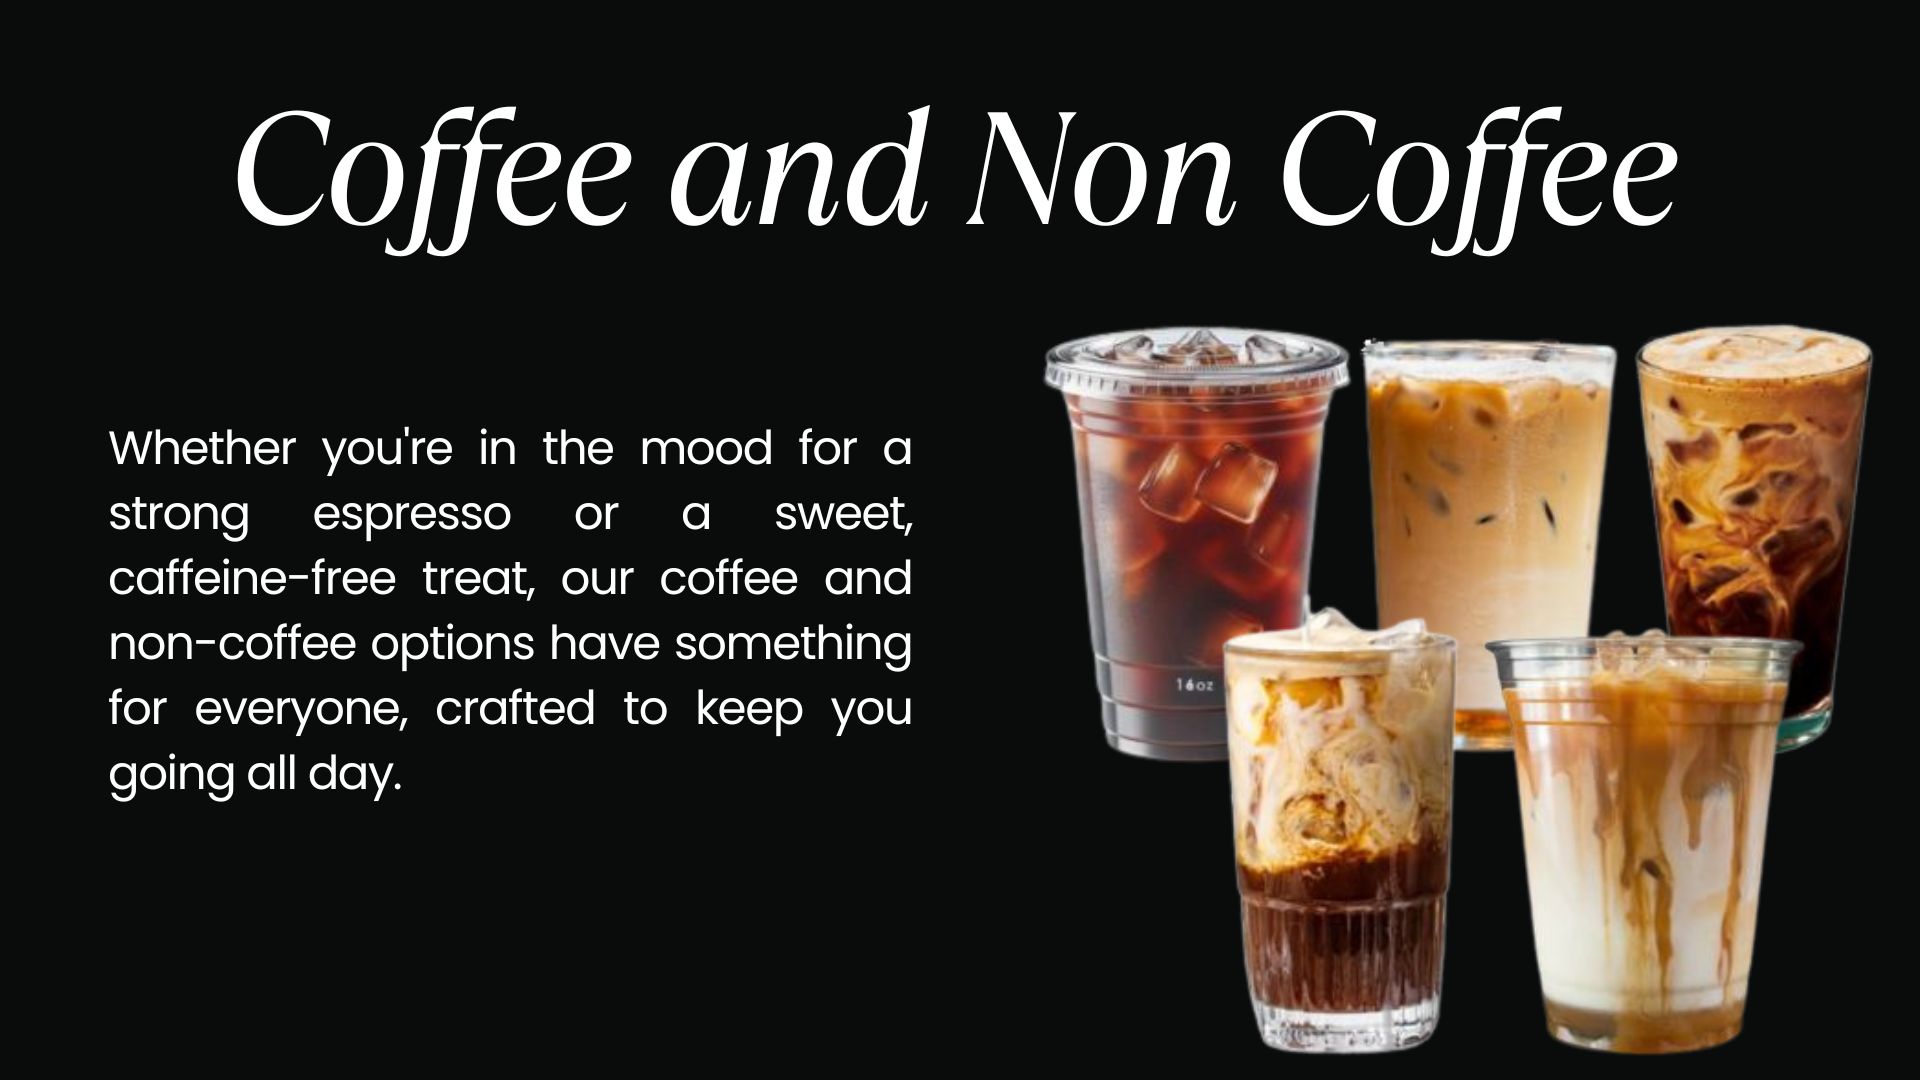 Coffee and Non Coffee
Whether you're in the mood for a
strong espresso or a sweet,
caffeine-free treat, our coffee and
non-coffee options have something
for everyone, crafted to keep you
going all day.
16oz